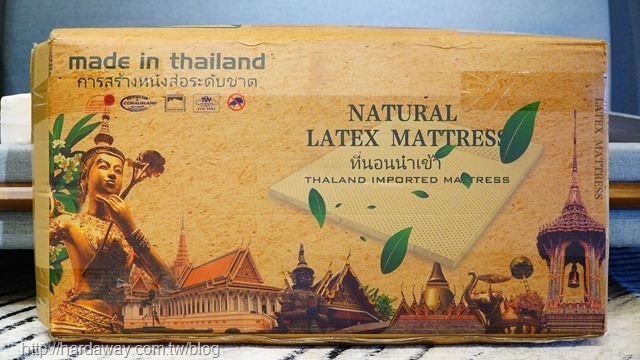 made in thailand
การสร้างหนังสือระดับชาต
CORALISLAND
TÜV
NATURAL
LATEX MATTRESS
ที่นอนนำเข้า
THALAND IMPORTED MATTRESS
LATEX MATTRESS
http://hardaway.com.tw/blog